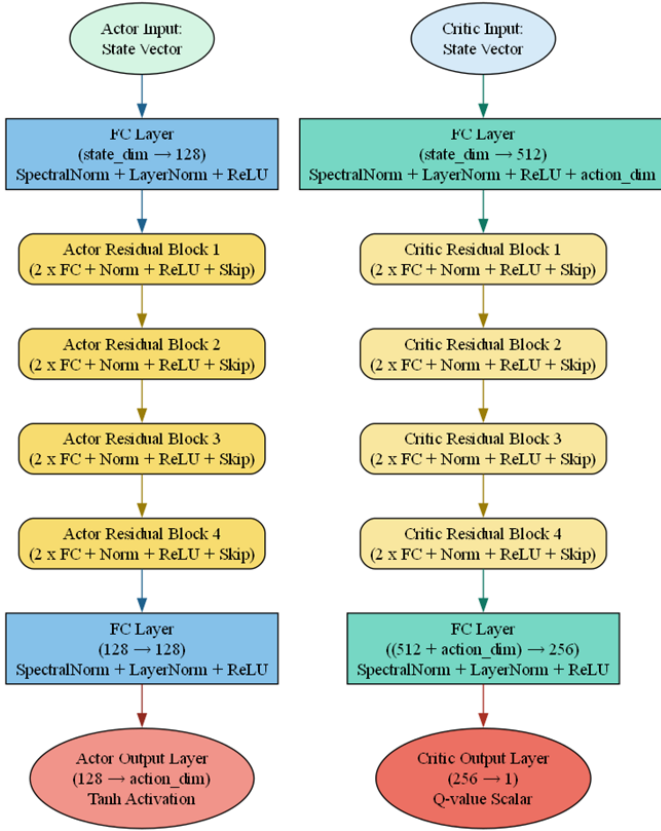 Actor Input:
State Vector
FC Layer
(state_dim → 128)
SpectralNorm + LayerNorm + ReLU
Actor Residual Block 1
(2 x FC + Norm + ReLU + Skip)
Actor Residual Block 2
(2 x FC + Norm + ReLU + Skip)
Actor Residual Block 3
(2 x FC + Norm + ReLU + Skip)
Actor Residual Block 4
(2 x FC + Norm + ReLU + Skip)
FC Layer
(128 → 128)
SpectralNorm + LayerNorm + ReLU
Actor Output Layer
(128 → action_dim)
Tanh Activation
Critic Input:
State Vector
FC Layer
(state_dim → 512)
SpectralNorm + LayerNorm + ReLU + action_dim
Critic Residual Block 1
(2 x FC + Norm + ReLU + Skip)
Critic Residual Block 2
(2 x FC + Norm + ReLU + Skip)
Critic Residual Block 3
(2 x FC + Norm + ReLU + Skip)
Critic Residual Block 4
(2 x FC + Norm + ReLU + Skip)
FC Layer
((512 + action_dim) → 256)
SpectralNorm + LayerNorm + ReLU
Critic Output Layer
(256 → 1)
Q-value Scalar